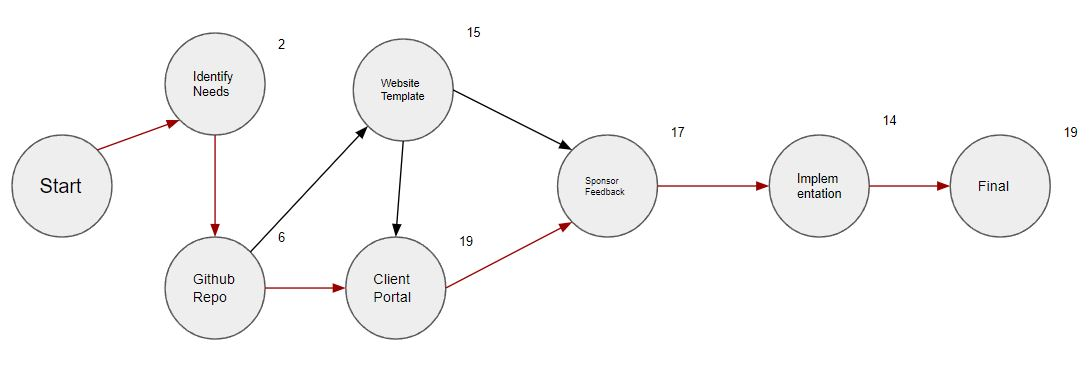 Start
2
Identify
Needs
6
Github
Repo
15
Website
Template
19
Client
Portal
17
Sponsor
Feedback
14
Implem
entation
19
Final